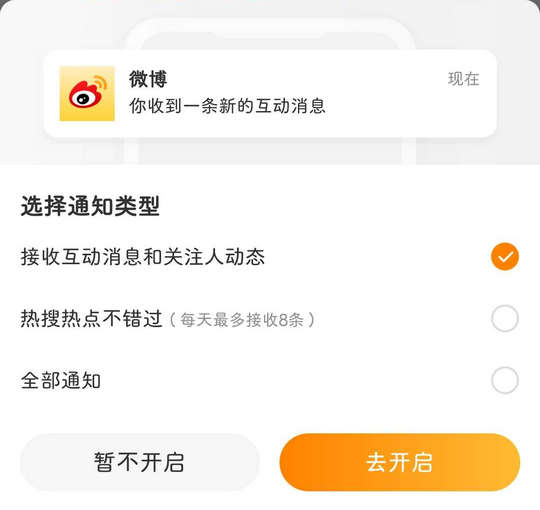 微博
现在
你收到一条新的互动消息
选择通知类型
接收互动消息和关注人动态
热搜热点不错过（每天最多接收8条）
全部通知
暂不开启
去开启